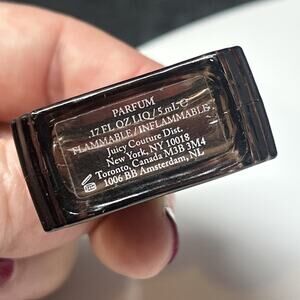 PARFUM
.17 FL OZ LIQ / 5 mL ℮
FLAMMABLE/INFLAMMABLE
Juicy Couture Dist.
New York, NY 10018
Toronto, Canada M3B 3M4
1006 BB Amsterdam, NL